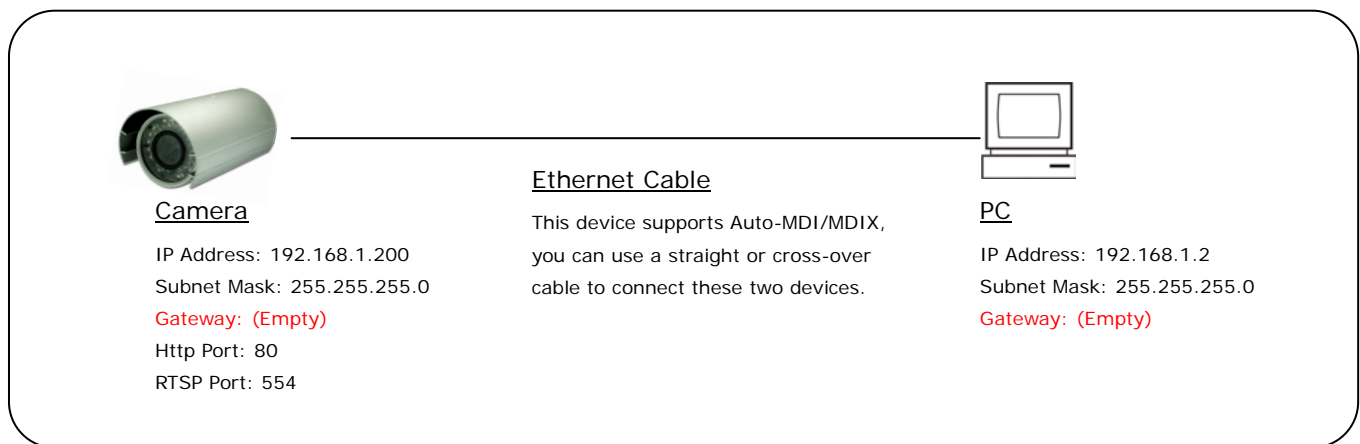 Camera
IP Address: 192.168.1.200
Subnet Mask: 255.255.255.0
Gateway: (Empty)
Http Port: 80
RTSP Port: 554
Ethernet Cable
This device supports Auto-MDI/MDIX,
you can use a straight or cross-over
cable to connect these two devices.
PC
IP Address: 192.168.1.2
Subnet Mask: 255.255.255.0
Gateway: (Empty)